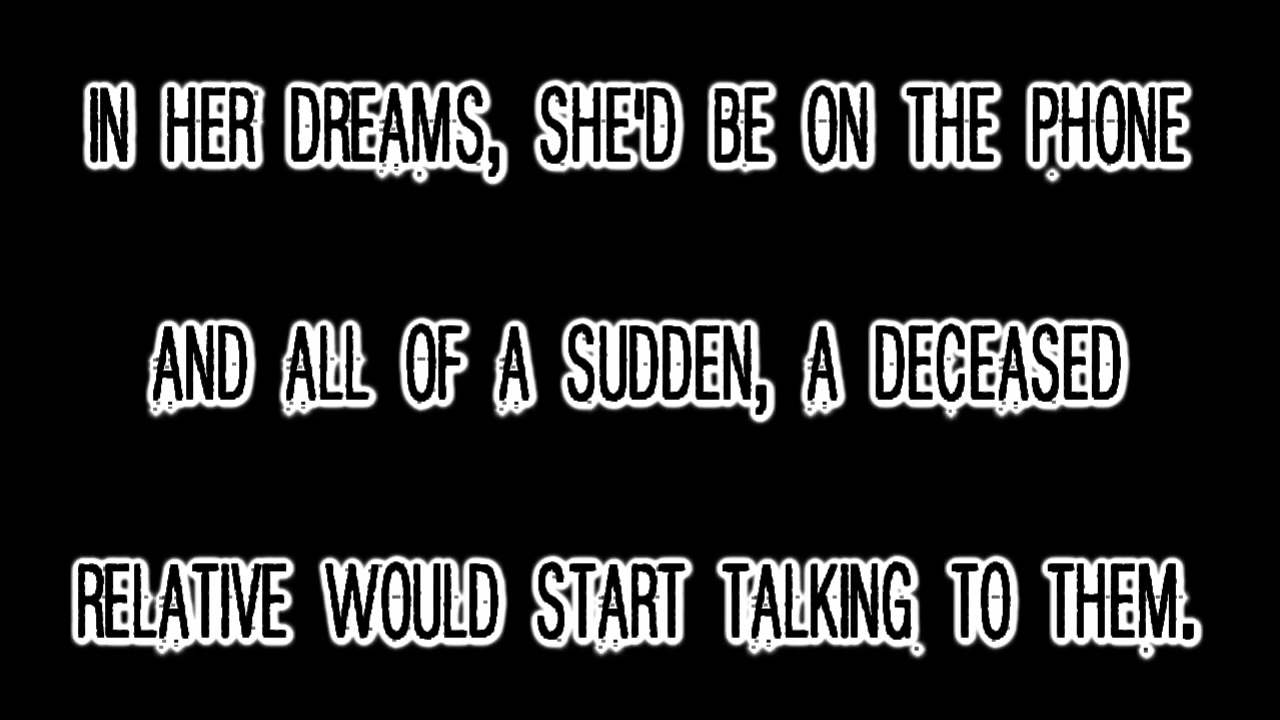 IN HER DREAMS, SHE'D BE ON THE PHONE
AND ALL OF A SUDDEN, A DECEASED
RELATIVE WOULD START TALKING TO THEM.